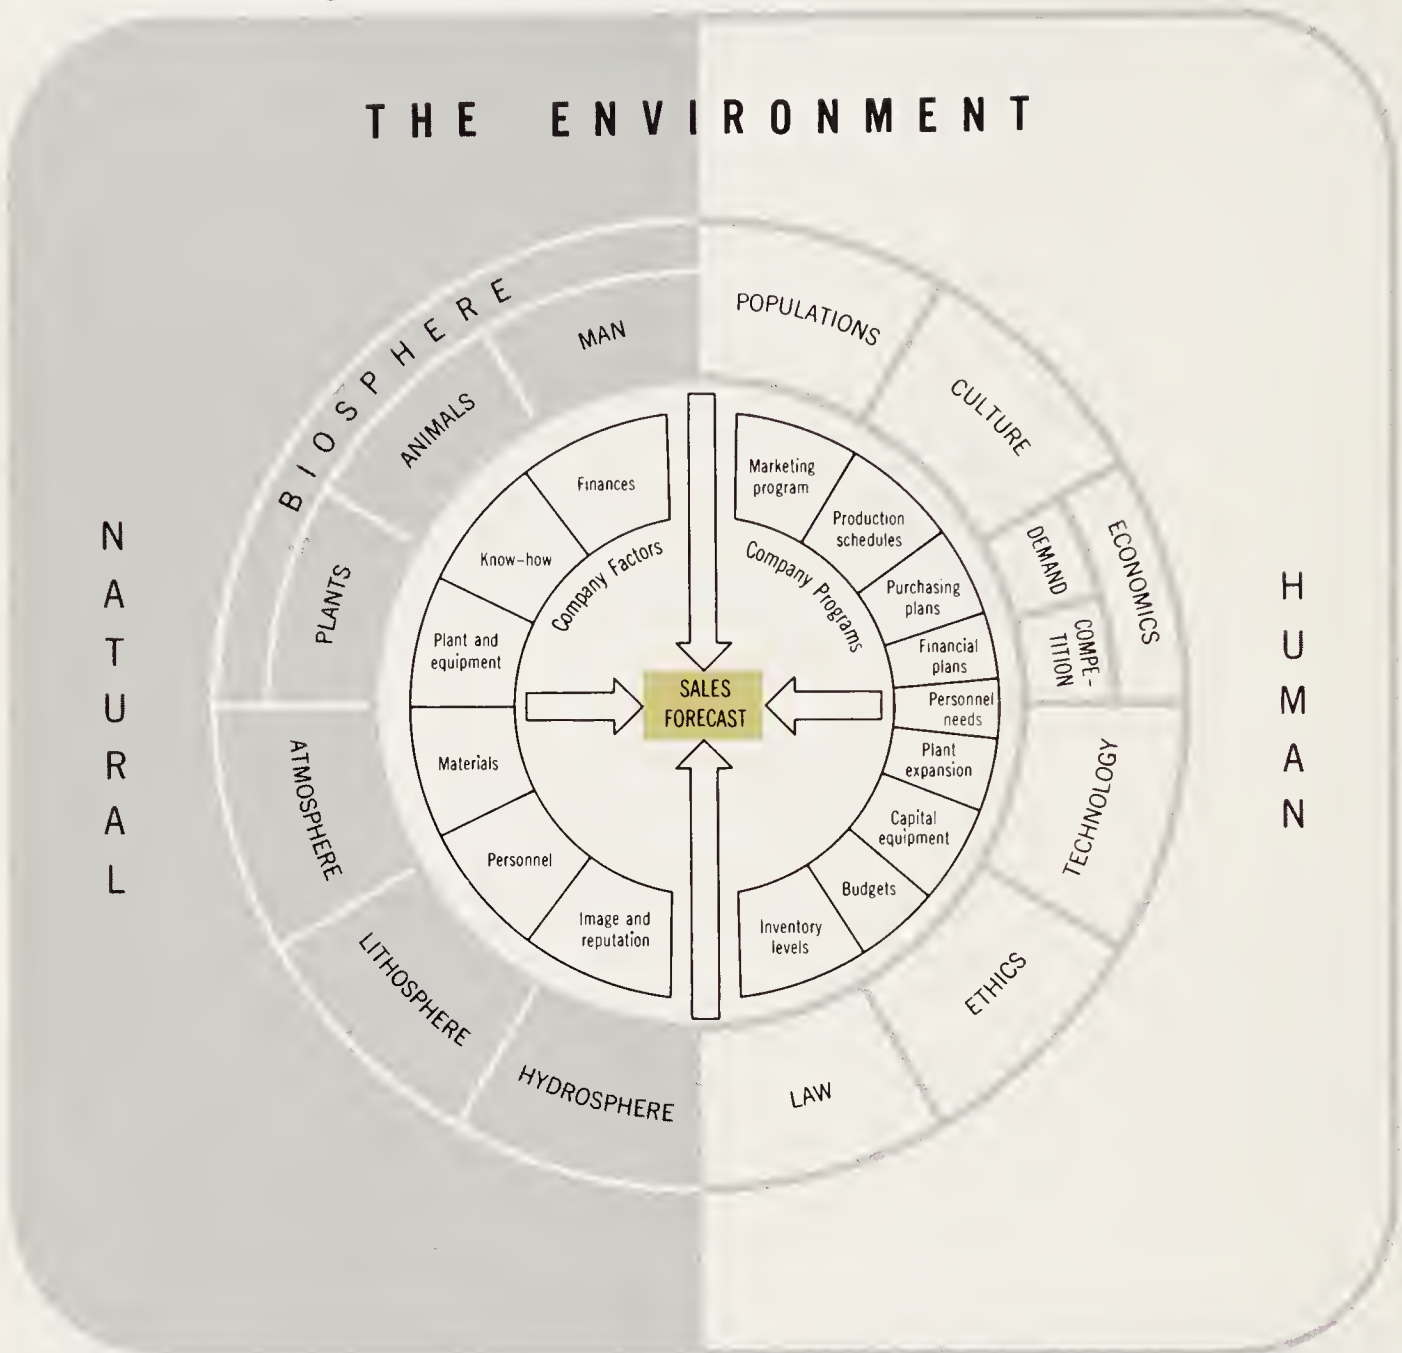 THE ENVIRONMENT
NATURAL
HUMAN
BIOSPHERE
MAN
ANIMALS
PLANTS
ATMOSPHERE
LITHOSPHERE
HYDROSPHERE
POPULATIONS
CULTURE
ECONOMICS
DEMAND
COMPE-
TITION
TECHNOLOGY
ETHICS
LAW
Company Factors
Finances
Know-how
Plant and
equipment
Materials
Personnel
Image and
reputation
Company Programs
Marketing
program
Production
schedules
Purchasing
plans
Financial
plans
Personnel
needs
Plant
expansion
Capital
equipment
Budgets
Inventory
levels
SALES
FORECAST